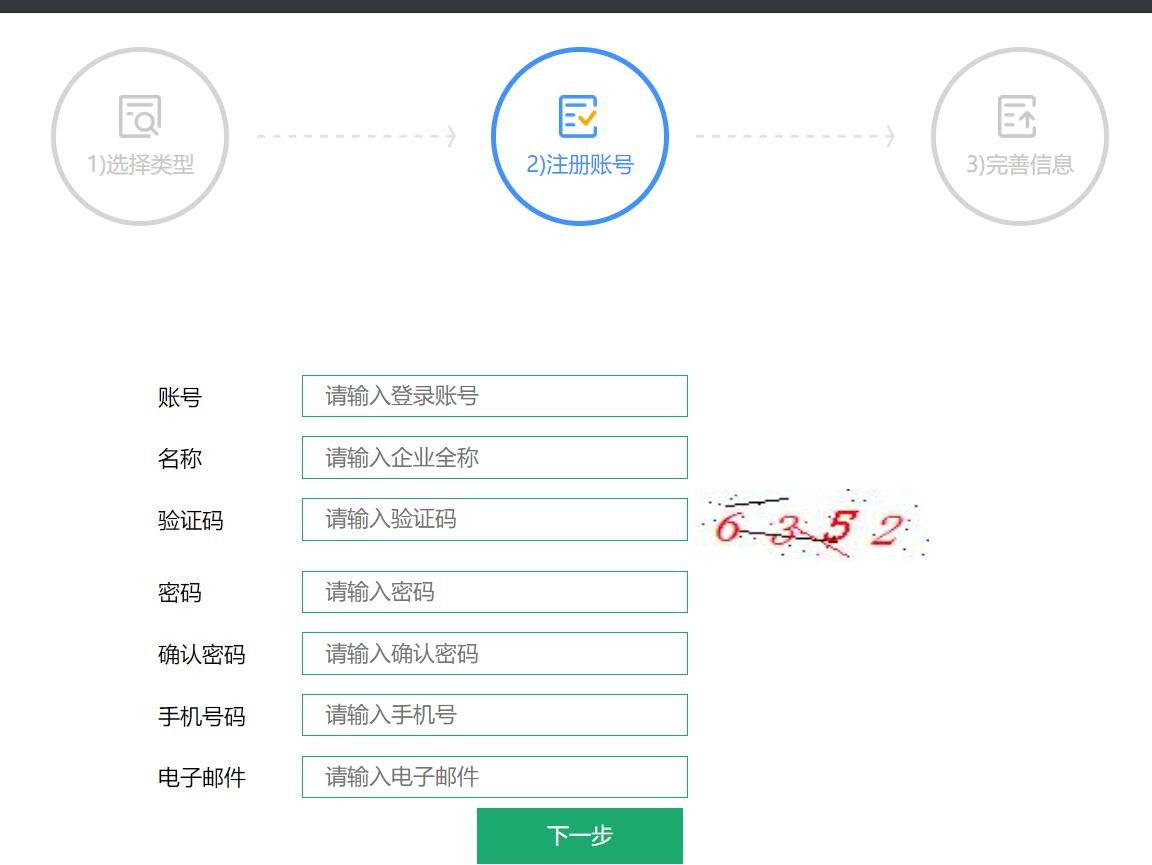 1)选择类型
2)注册账号
3)完善信息
账号 请输入登录账号
名称 请输入企业全称
验证码 请输入验证码 6352
密码 请输入密码
确认密码 请输入确认密码
手机号码 请输入手机号
电子邮件 请输入电子邮件
下一步